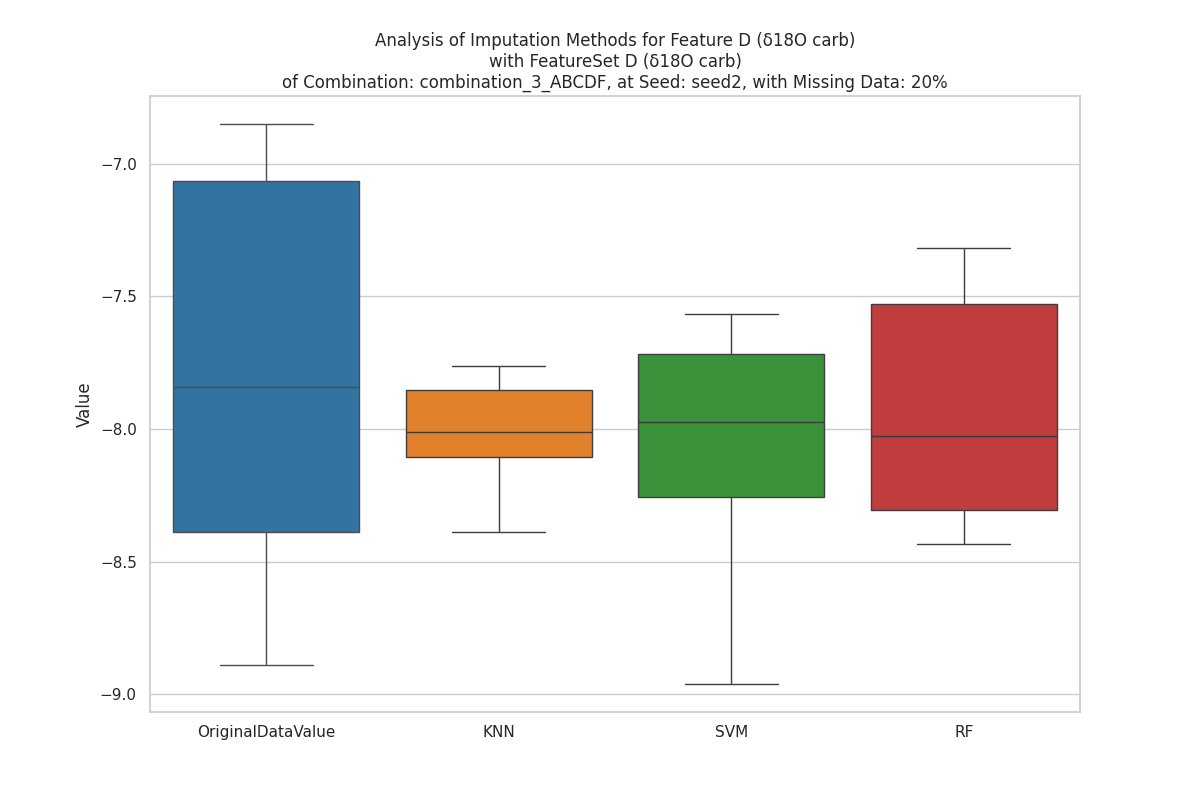 Analysis of Imputation Methods for Feature D (δ18O carb)
with FeatureSet D (δ18O carb)
of Combination: combination_3_ABCDF, at Seed: seed2, with Missing Data: 20%
Value
−7.0
−7.5
−8.0
−8.5
−9.0
OriginalDataValue
KNN
SVM
RF